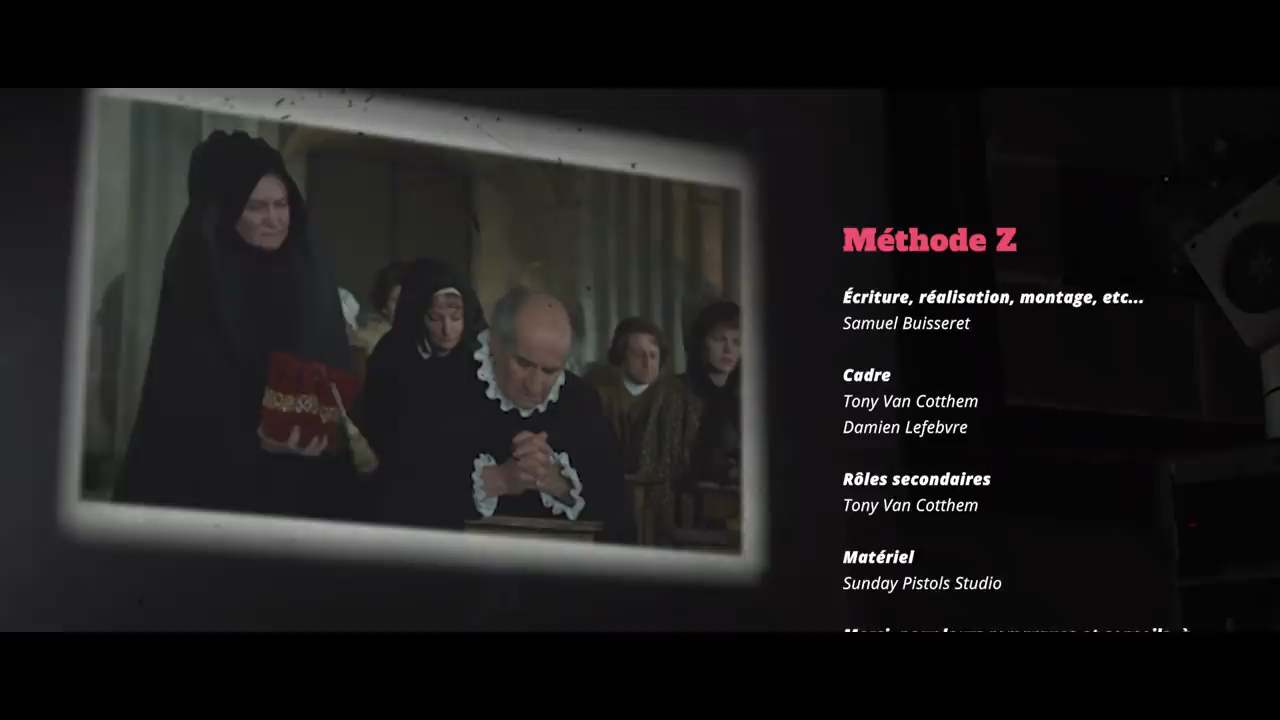 Méthode Z
Écriture, réalisation, montage, etc...
Samuel Buisseret
Cadre
Tony Van Cotthem
Damien Lefebvre
Rôles secondaires
Tony Van Cotthem
Matériel
Sunday Pistols Studio